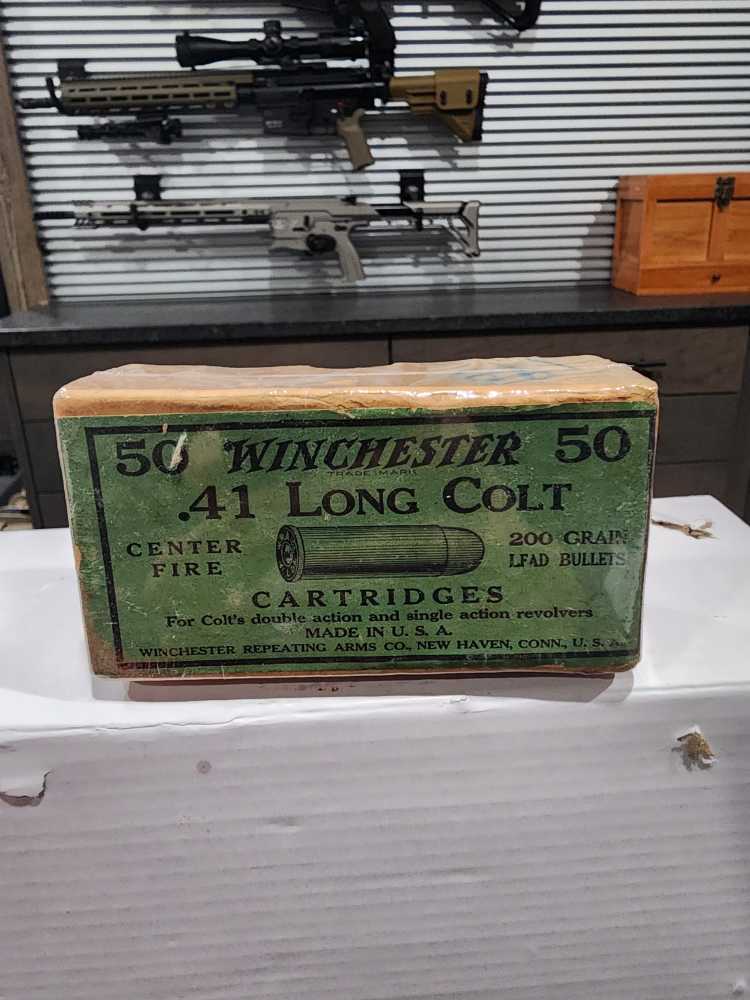 50 WINCHESTER 50
TRADE MARK
.41 LONG COLT
CENTER FIRE
200 GRAIN
LEAD BULLETS
CARTRIDGES
For Colt's double action and single action revolvers
MADE IN U. S. A.
WINCHESTER REPEATING ARMS CO., NEW HAVEN, CONN., U. S. A.